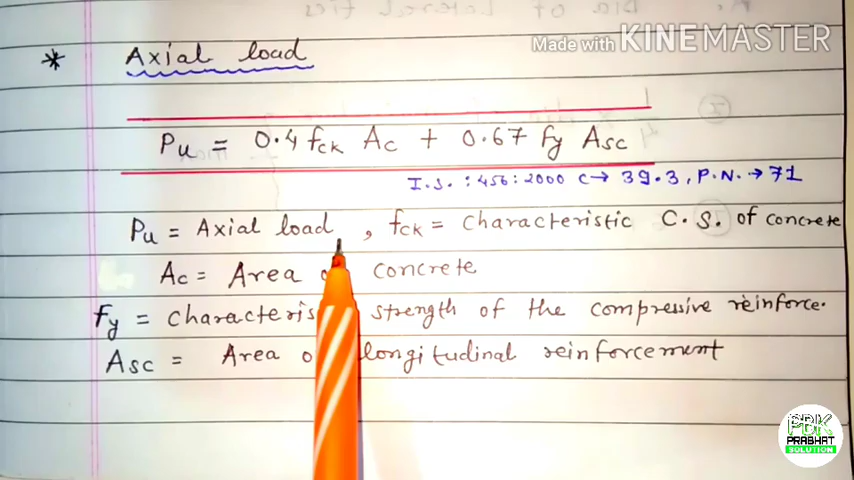 Made with KINEMASTER
* Axial load
Pu = 0.4 fck Ac + 0.67 fy Asc
I.S.:456:2000 C→ 39.3, P.N.→71
Pu = Axial load , fck = characteristic C.S. of concrete
Ac = Area concrete
Fy = characteris strength of the compressive reinforce.
Asc = Area longitudinal reinforcement
PBK
PRABHAT
SOLUTION